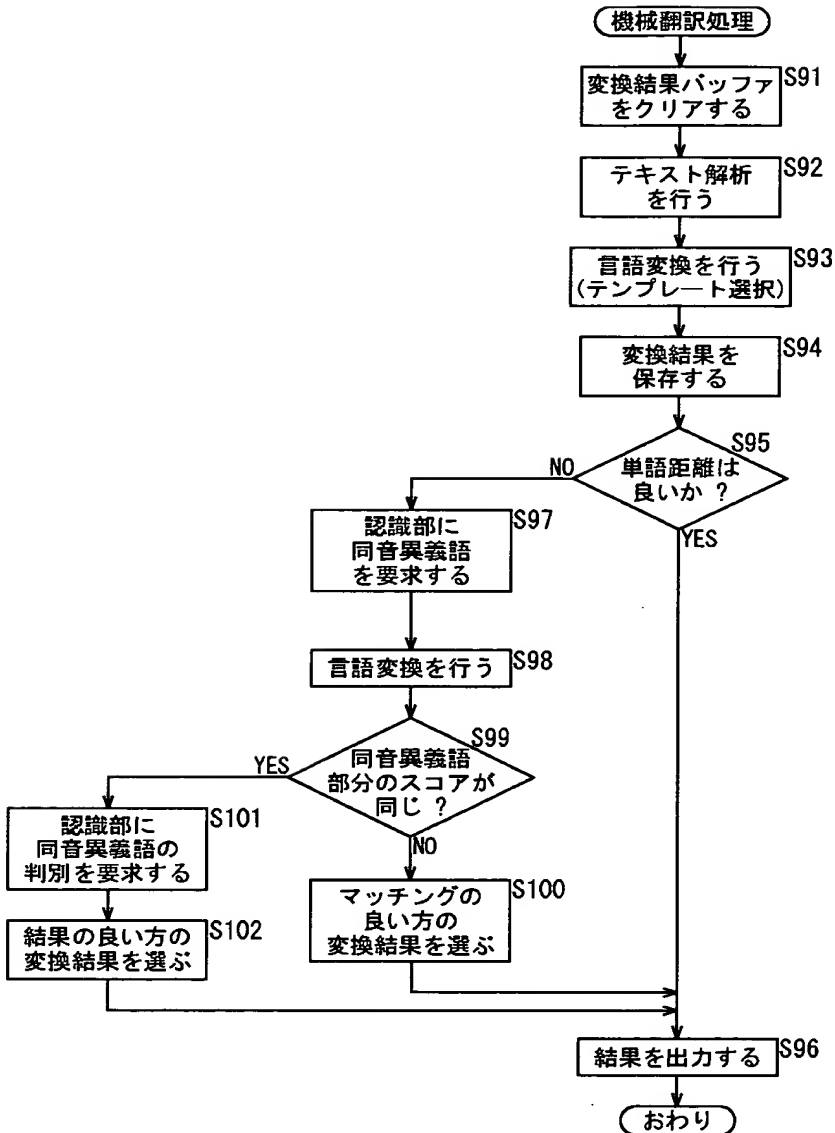 機械翻訳処理
変換結果バッファ
をクリアする
S91
テキスト解析
を行う
S92
言語変換を行う
(テンプレート選択)
S93
変換結果を
保存する
S94
単語距離は
良いか ?
S95
NO
YES
認識部に
同音異義語
を要求する
S97
言語変換を行う
S98
同音異義語
部分のスコアが
同じ ?
S99
YES
NO
認識部に
同音異義語の
判別を要求する
S101
マッチングの
良い方の
変換結果を選ぶ
S100
結果の良い方の
変換結果を選ぶ
S102
結果を出力する
S96
おわり